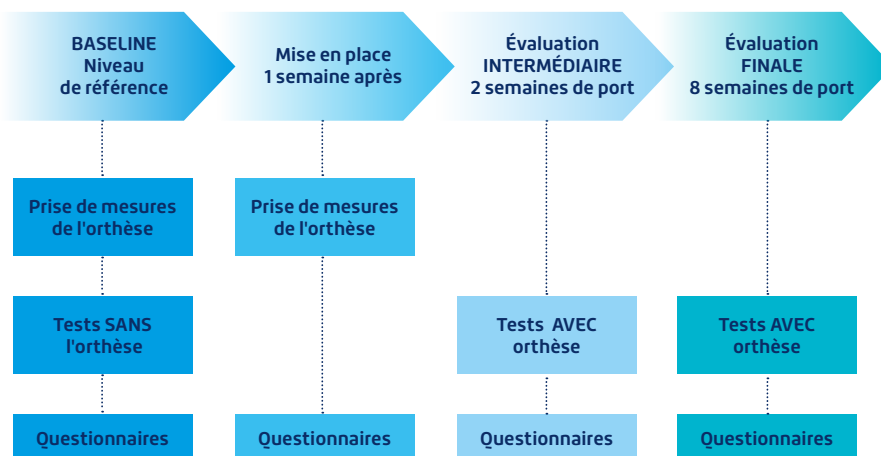 BASELINE
Niveau
de référence
Mise en place
1 semaine après
Évaluation
INTERMÉDIAIRE
2 semaines de port
Évaluation
FINALE
8 semaines de port
Prise de mesures
de l'orthèse
Prise de mesures
de l'orthèse
Tests SANS
l'orthèse
Tests AVEC
orthèse
Tests AVEC
orthèse
Questionnaires
Questionnaires
Questionnaires
Questionnaires